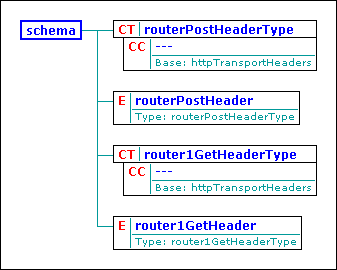 schema
CT routerPostHeaderType
CC ---
Base: httpTransportHeaders
E routerPostHeader
Type: routerPostHeaderType
CT router1GetHeaderType
CC ---
Base: httpTransportHeaders
E router1GetHeader
Type: router1GetHeaderType